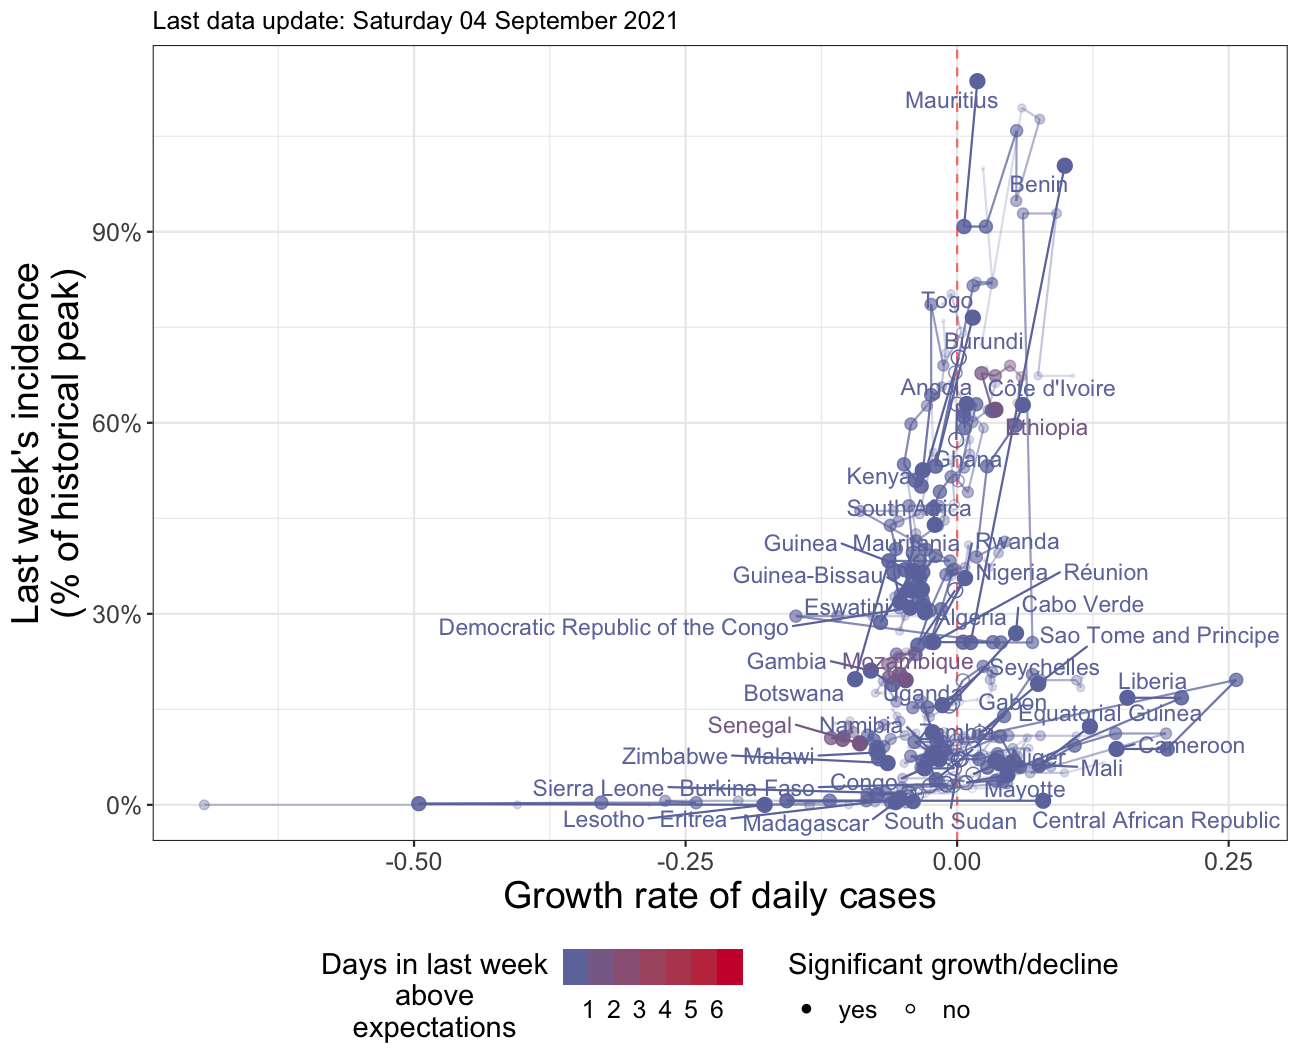 Last data update: Saturday 04 September 2021
Last week's incidence
(% of historical peak)
90%
60%
30%
0%
Mauritius
Benin
Togo
Burundi
Angola
Côte d'Ivoire
Ethiopia
Ghana
Kenya
South Africa
Guinea
Mauritania
Rwanda
Guinea-Bissau
Nigeria
Réunion
Eswatini
Cabo Verde
Algeria
Democratic Republic of the Congo
Sao Tome and Principe
Gambia
Mozambique
Seychelles
Liberia
Botswana
Uganda
Gabon
Equatorial Guinea
Senegal
Namibia
Zambia
Cameroon
Zimbabwe
Malawi
Niger
Mali
Sierra Leone
Burkina Faso
Congo
Mayotte
Lesotho
Eritrea
Madagascar
South Sudan
Central African Republic
-0.50
-0.25
0.00
0.25
Growth rate of daily cases
Days in last week
above
expectations
1 2 3 4 5 6
Significant growth/decline
yes
no